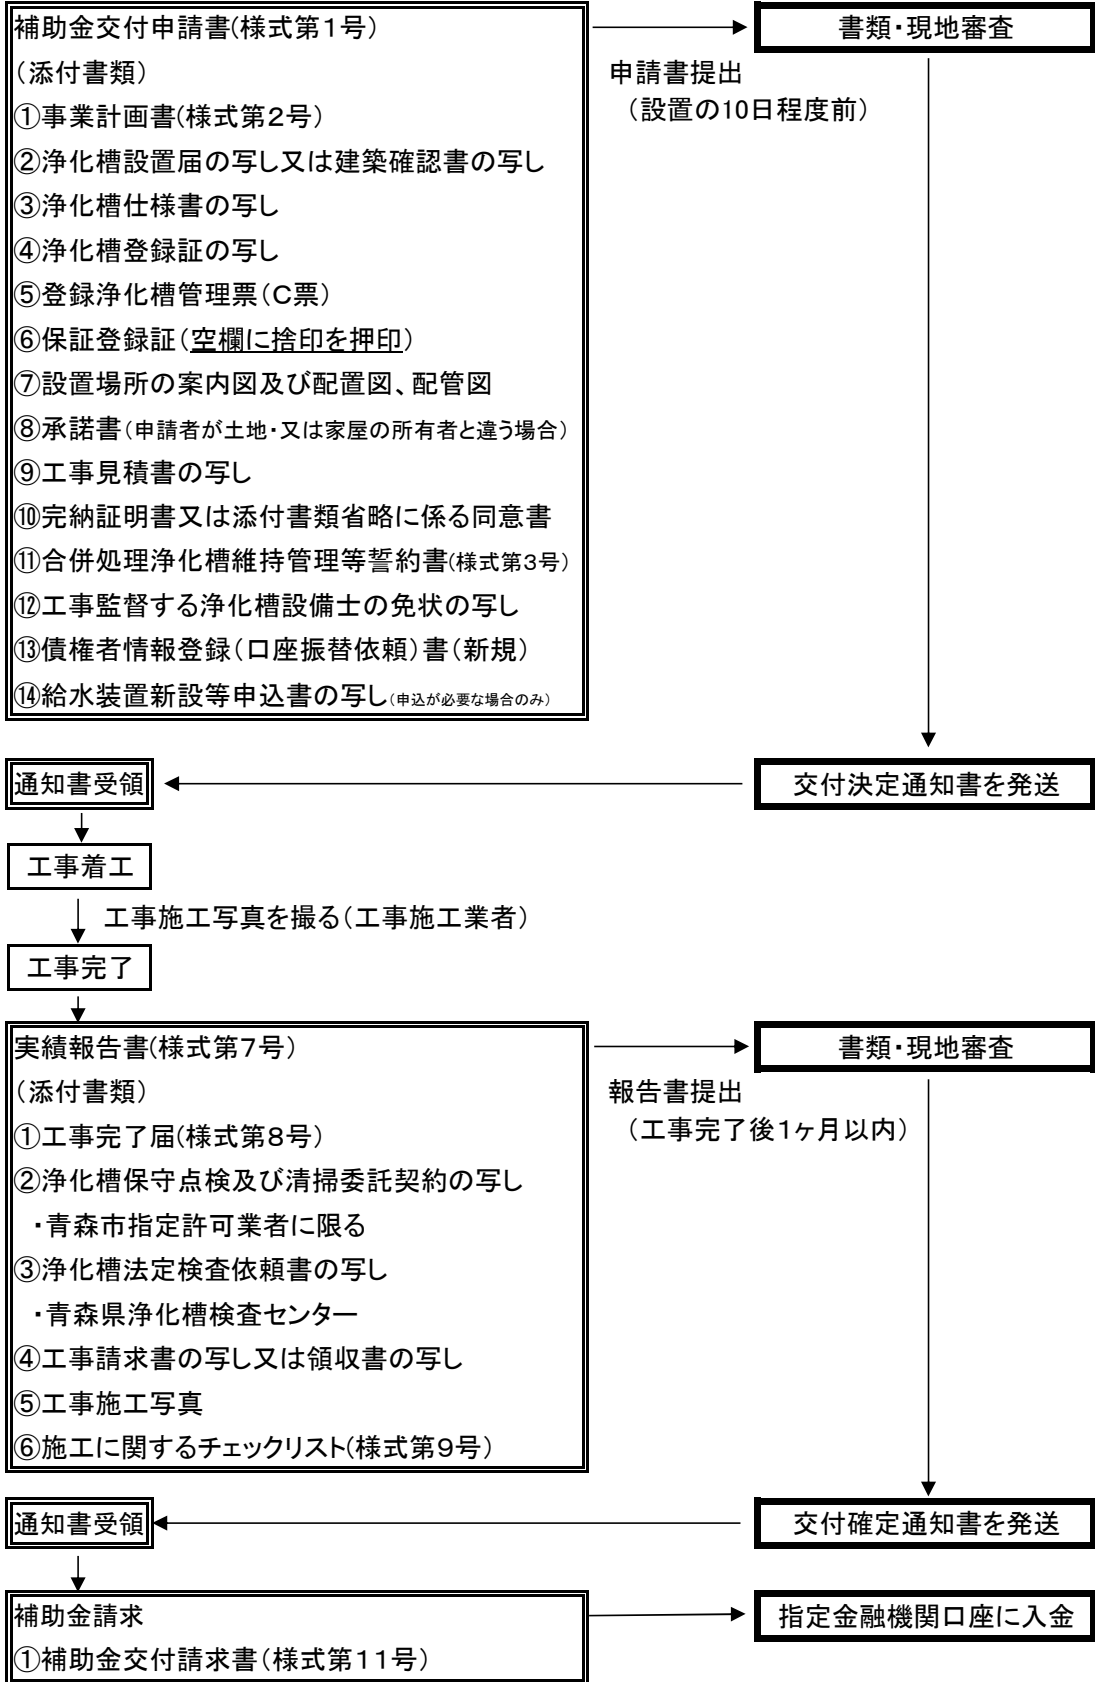 補助金交付申請書(様式第1号)
書類・現地審査
(添付書類)
申請書提出
(設置の10日程度前)
①事業計画書(様式第2号)
②浄化槽設置届の写し又は建築確認書の写し
③浄化槽仕様書の写し
④浄化槽登録証の写し
⑤登録浄化槽管理票(C票)
⑥保証登録証(空欄に捨印を押印)
⑦設置場所の案内図及び配置図、配管図
⑧承諾書(申請者が土地・又は家屋の所有者と違う場合)
⑨工事見積書の写し
⑩完納証明書又は添付書類省略に係る同意書
⑪合併処理浄化槽維持管理等誓約書(様式第3号)
⑫工事監督する浄化槽設備士の免状の写し
⑬債権者情報登録(口座振替依頼)書(新規)
⑭給水装置新設等申込書の写し(申込が必要な場合のみ)
通知書受領
交付決定通知書を発送
工事着工
工事施工写真を撮る(工事施工業者)
工事完了
実績報告書(様式第7号)
書類・現地審査
(添付書類)
報告書提出
(工事完了後1ヶ月以内)
①工事完了届(様式第8号)
②浄化槽保守点検及び清掃委託契約の写し
・青森市指定許可業者に限る
③浄化槽法定検査依頼書の写し
・青森県浄化槽検査センター
④工事請求書の写し又は領収書の写し
⑤工事施工写真
⑥施工に関するチェックリスト(様式第9号)
通知書受領
交付確定通知書を発送
補助金請求
指定金融機関口座に入金
①補助金交付請求書(様式第11号)